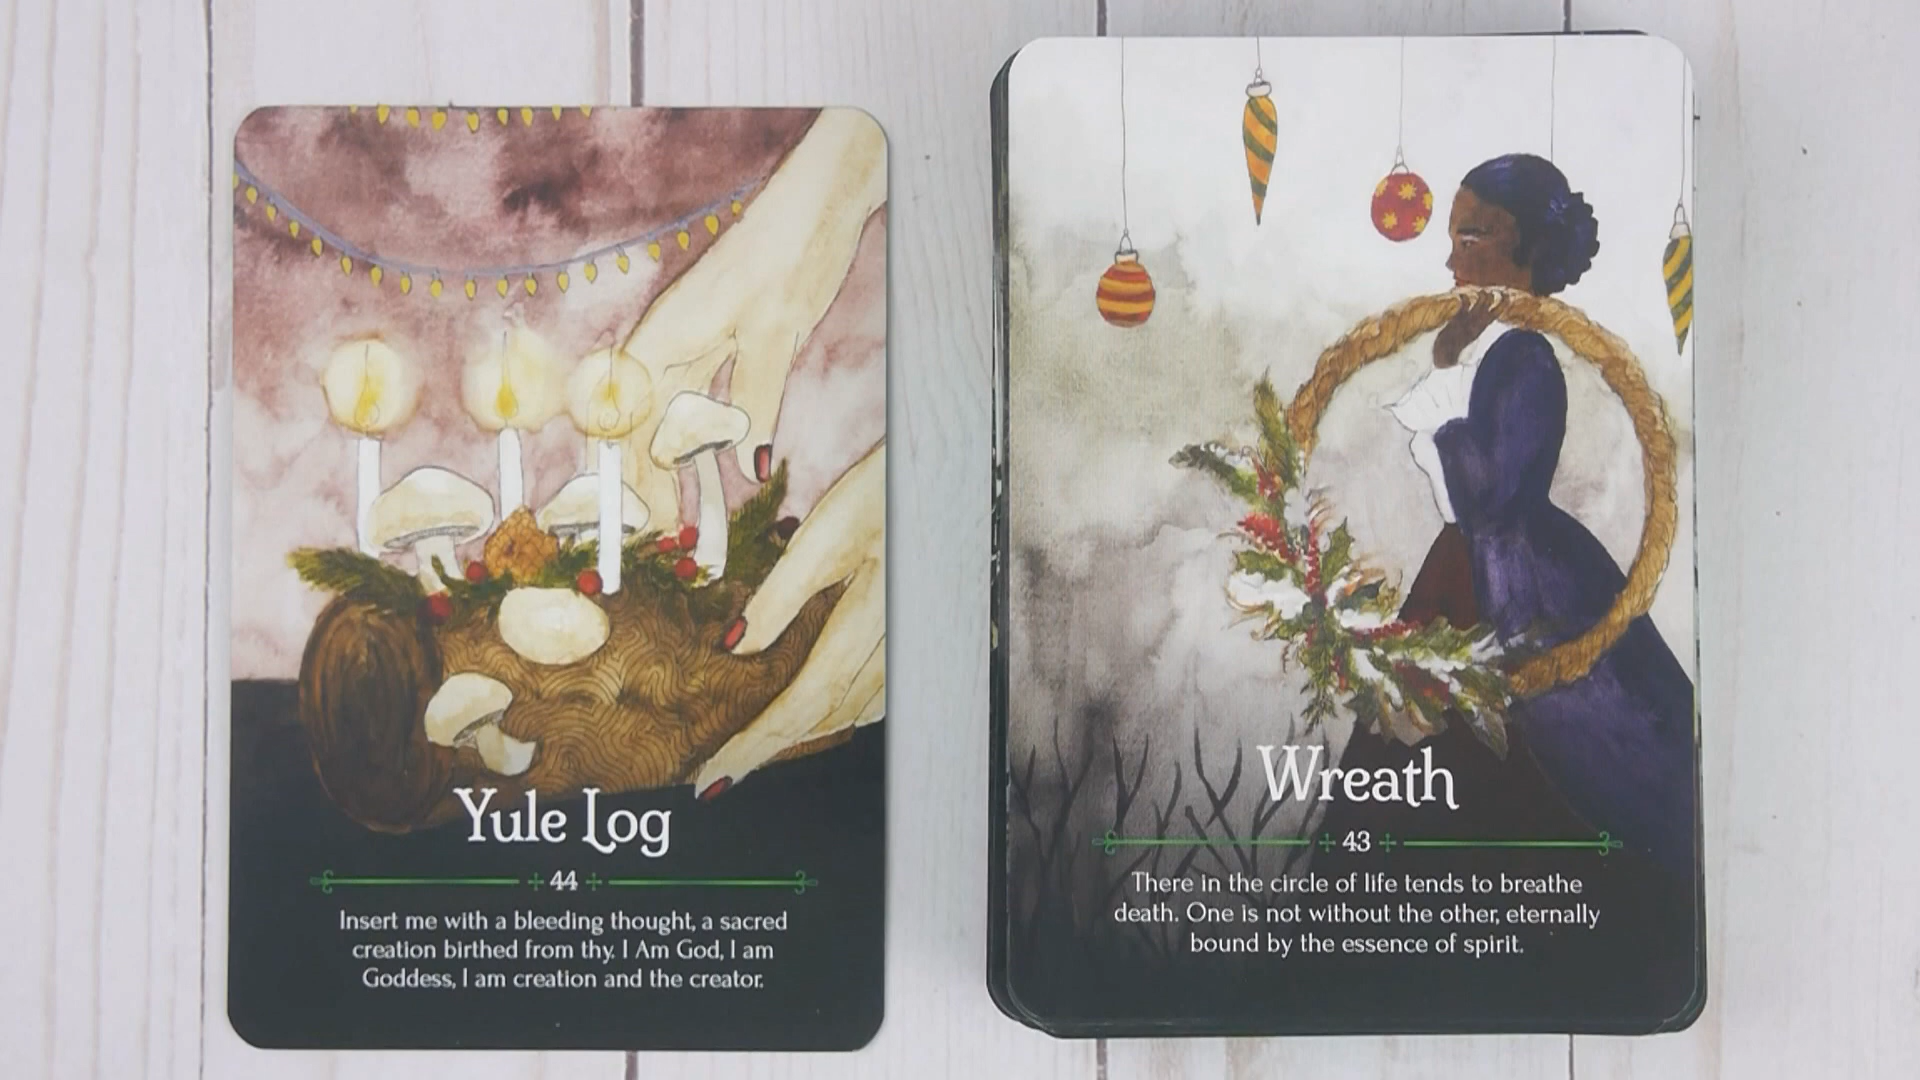 Yule Log
44
Insert me with a bleeding thought, a sacred
creation birthed from thy. I Am God, I am
Goddess, I am creation and the creator.
Wreath
43
There in the circle of life tends to breathe
death. One is not without the other, eternally
bound by the essence of spirit.